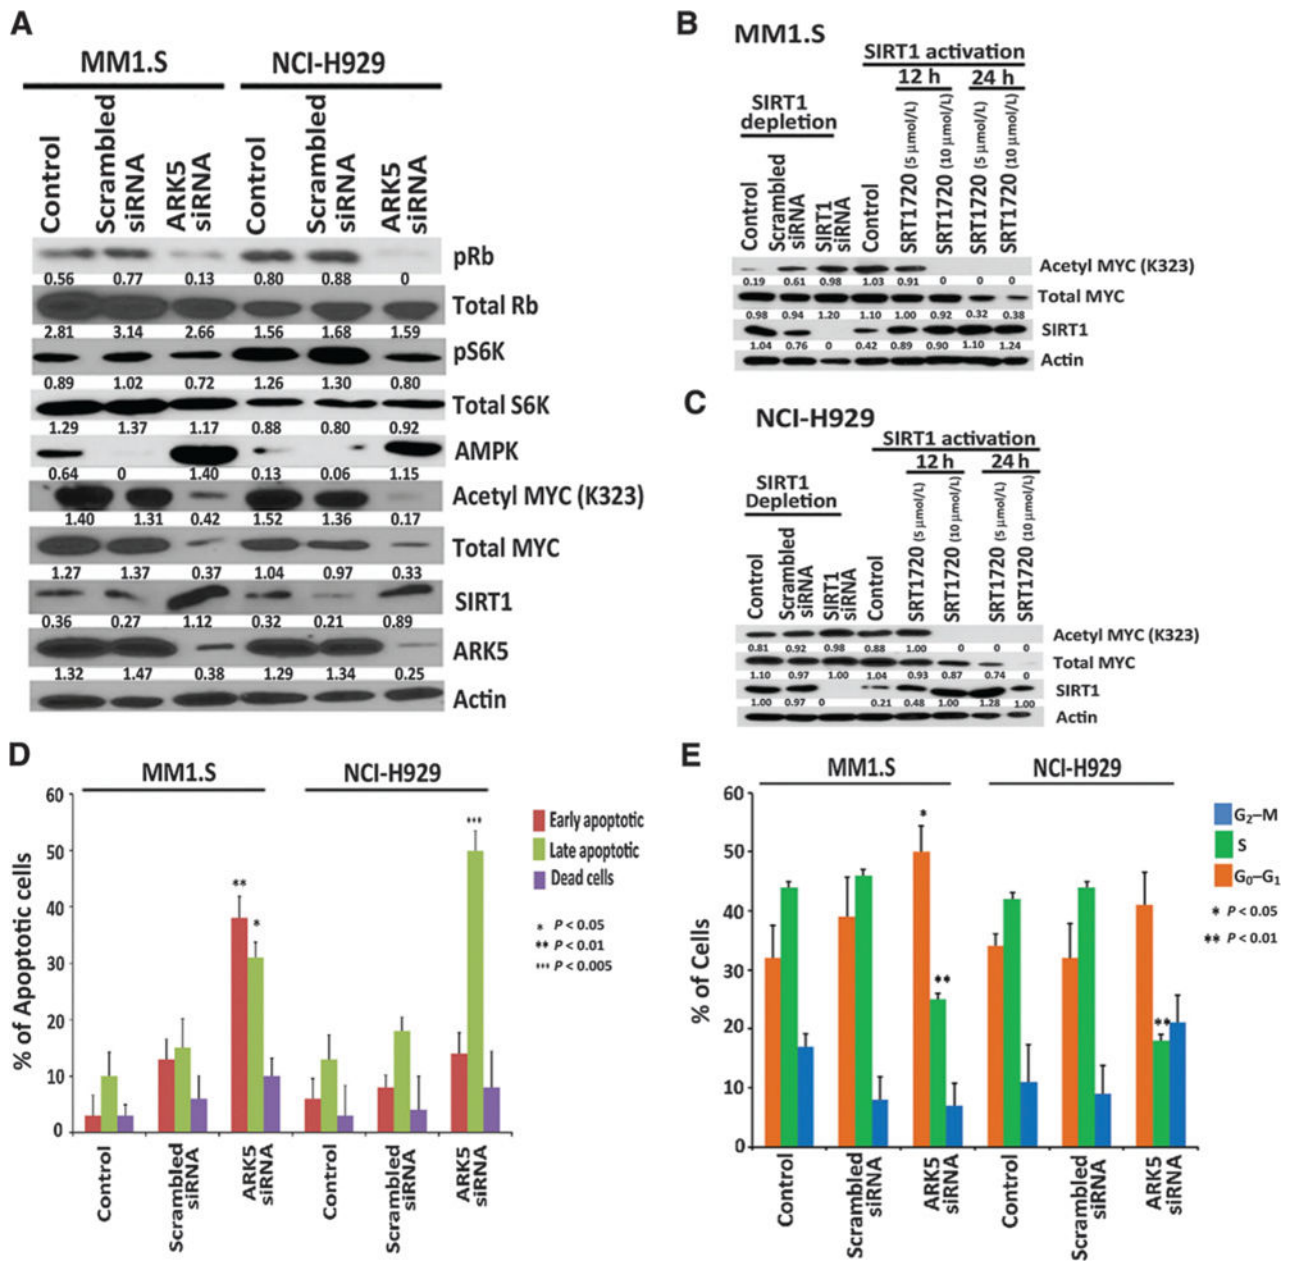 A
MM1.S NCI-H929
Control Scrambled siRNA ARK5 siRNA Control Scrambled siRNA ARK5 siRNA
pRb
0.56 0.77 0.13 0.80 0.88 0
Total Rb
2.81 3.14 2.66 1.56 1.68 1.59
pS6K
0.89 1.02 0.72 1.26 1.30 0.80
Total S6K
1.29 1.37 1.17 0.88 0.80 0.92
AMPK
0.64 0 1.40 0.13 0.06 1.15
Acetyl MYC (K323)
1.40 1.31 0.42 1.52 1.36 0.17
Total MYC
1.27 1.37 0.37 1.04 0.97 0.33
SIRT1
0.36 0.27 1.12 0.32 0.21 0.89
ARK5
1.32 1.47 0.38 1.29 1.34 0.25
Actin
B
MM1.S
SIRT1 activation
12 h 24 h
SIRT1
depletion
Control Scrambled siRNA SIRT1 siRNA Control SRT1720 (5 μmol/L) SRT1720 (10 μmol/L) SRT1720 (5 μmol/L) SRT1720 (10 μmol/L)
Acetyl MYC (K323)
0.19 0.61 0.98 1.03 0.91 0 0 0
Total MYC
0.98 0.94 1.20 1.10 1.00 0.92 0.32 0.38
SIRT1
1.04 0.76 0 0.42 0.89 0.90 1.10 1.24
Actin
C
NCI-H929
SIRT1 activation
12 h 24 h
SIRT1
Depletion
Control Scrambled siRNA SIRT1 siRNA Control SRT1720 (5 μmol/L) SRT1720 (10 μmol/L) SRT1720 (5 μmol/L) SRT1720 (10 μmol/L)
Acetyl MYC (K323)
0.81 0.92 0.98 0.88 1.00 0 0 0
Total MYC
1.10 0.97 1.00 1.04 0.93 0.87 0.74 0
SIRT1
1.00 0.97 0 0.21 0.48 1.00 1.28 1.00
Actin
D
MM1.S NCI-H929
% of Apoptotic cells
60
50
40
30
20
10
0
** * ***
Early apoptotic
Late apoptotic
Dead cells
* P < 0.05
** P < 0.01
*** P < 0.005
Control Scrambled siRNA ARK5 siRNA Control Scrambled siRNA ARK5 siRNA
E
MM1.S NCI-H929
% of Cells
60
50
40
30
20
10
0
* ** **
G₂–M
S
G₀–G₁
* P < 0.05
** P < 0.01
Control Scrambled siRNA ARK5 siRNA Control Scrambled siRNA ARK5 siRNA